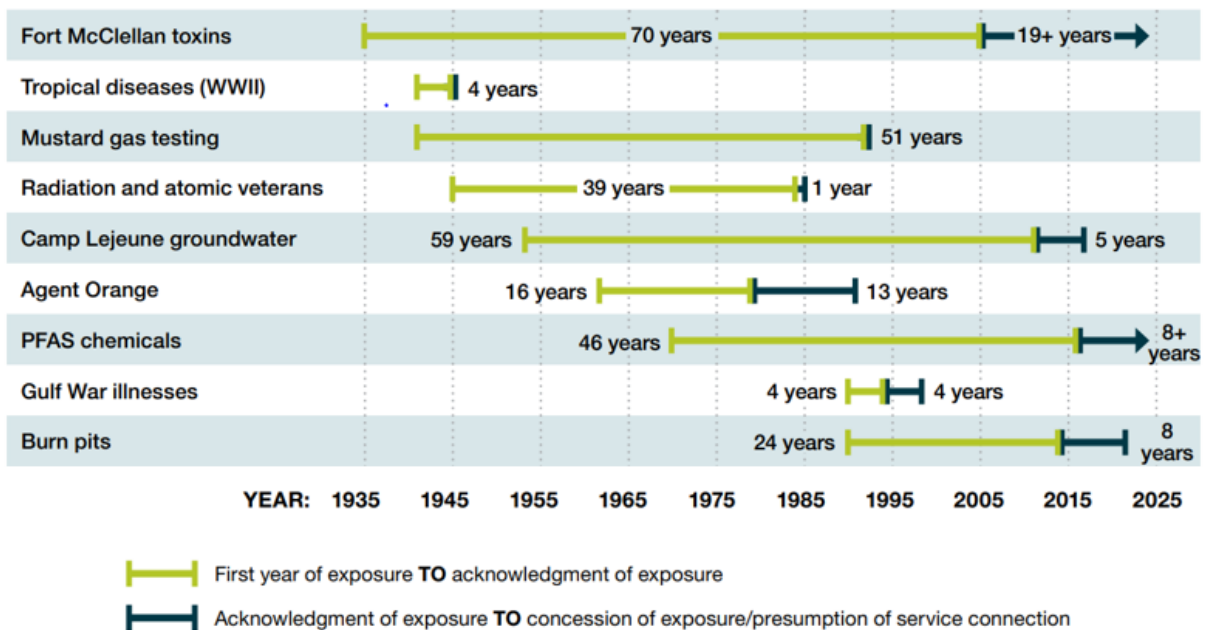 Fort McClellan toxins 70 years 19+ years
Tropical diseases (WWII) 4 years
Mustard gas testing 51 years
Radiation and atomic veterans 39 years 1 year
Camp Lejeune groundwater 59 years 5 years
Agent Orange 16 years 13 years
PFAS chemicals 46 years 8+
years
Gulf War illnesses 4 years 4 years
Burn pits 24 years 8
years
YEAR: 1935 1945 1955 1965 1975 1985 1995 2005 2015 2025
First year of exposure TO acknowledgment of exposure
Acknowledgment of exposure TO concession of exposure/presumption of service connection